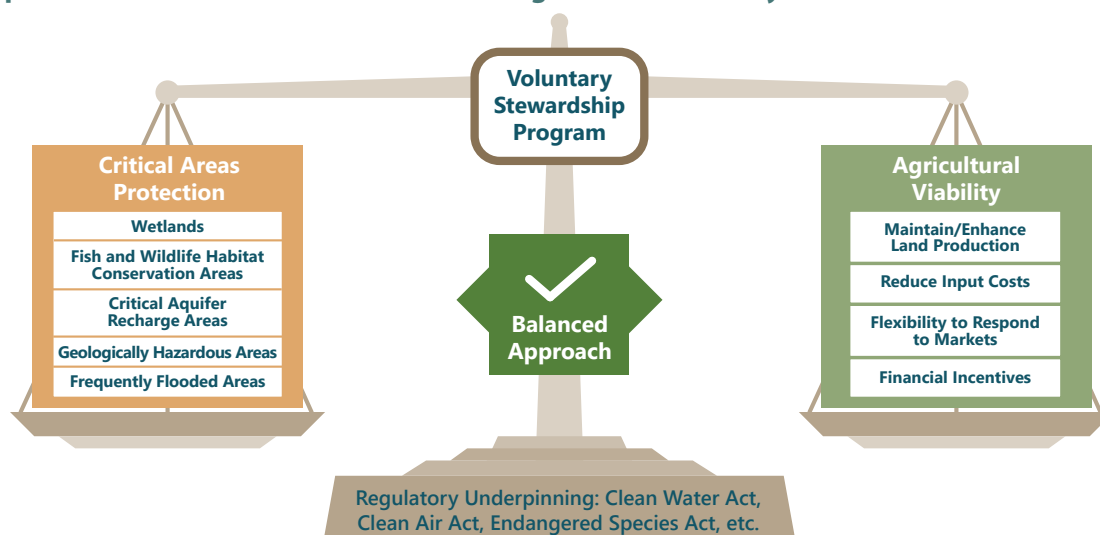 Voluntary
Stewardship
Program
Critical Areas
Protection
Wetlands
Fish and Wildlife Habitat
Conservation Areas
Critical Aquifer
Recharge Areas
Geologically Hazardous Areas
Frequently Flooded Areas
Balanced
Approach
Agricultural
Viability
Maintain/Enhance
Land Production
Reduce Input Costs
Flexibility to Respond
to Markets
Financial Incentives
Regulatory Underpinning: Clean Water Act,
Clean Air Act, Endangered Species Act, etc.